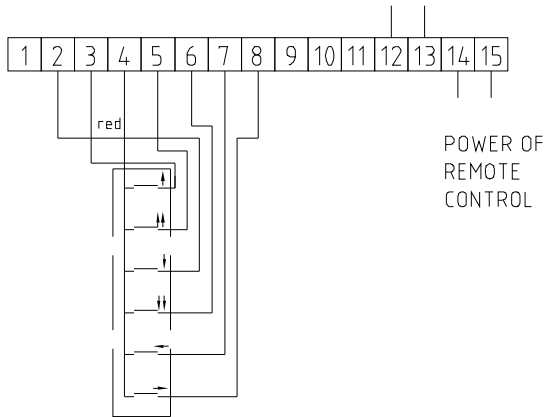 1 2 3 4 5 6 7 8 9 10 11 12 13 14 15
red
POWER OF
REMOTE
CONTROL